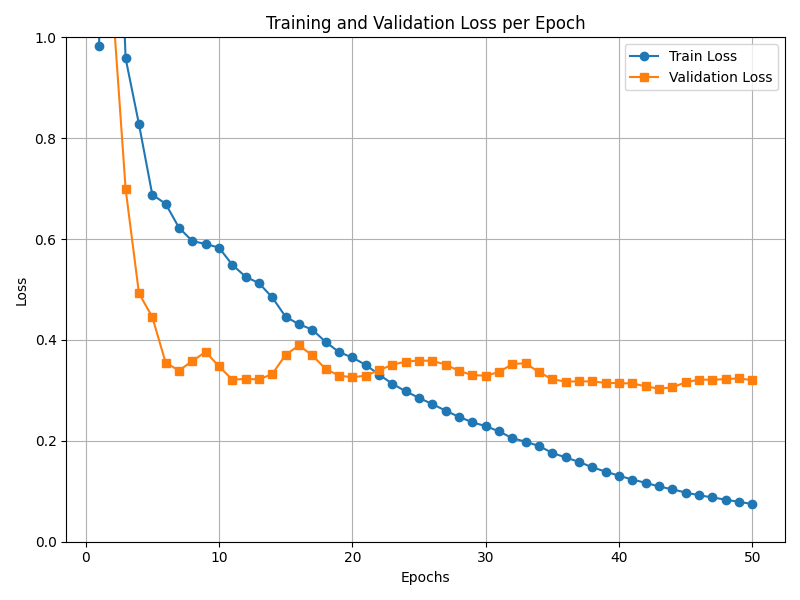 Training and Validation Loss per Epoch
Train Loss
Validation Loss
1.0
0.8
0.6
0.4
0.2
0.0
Loss
0 10 20 30 40 50
Epochs